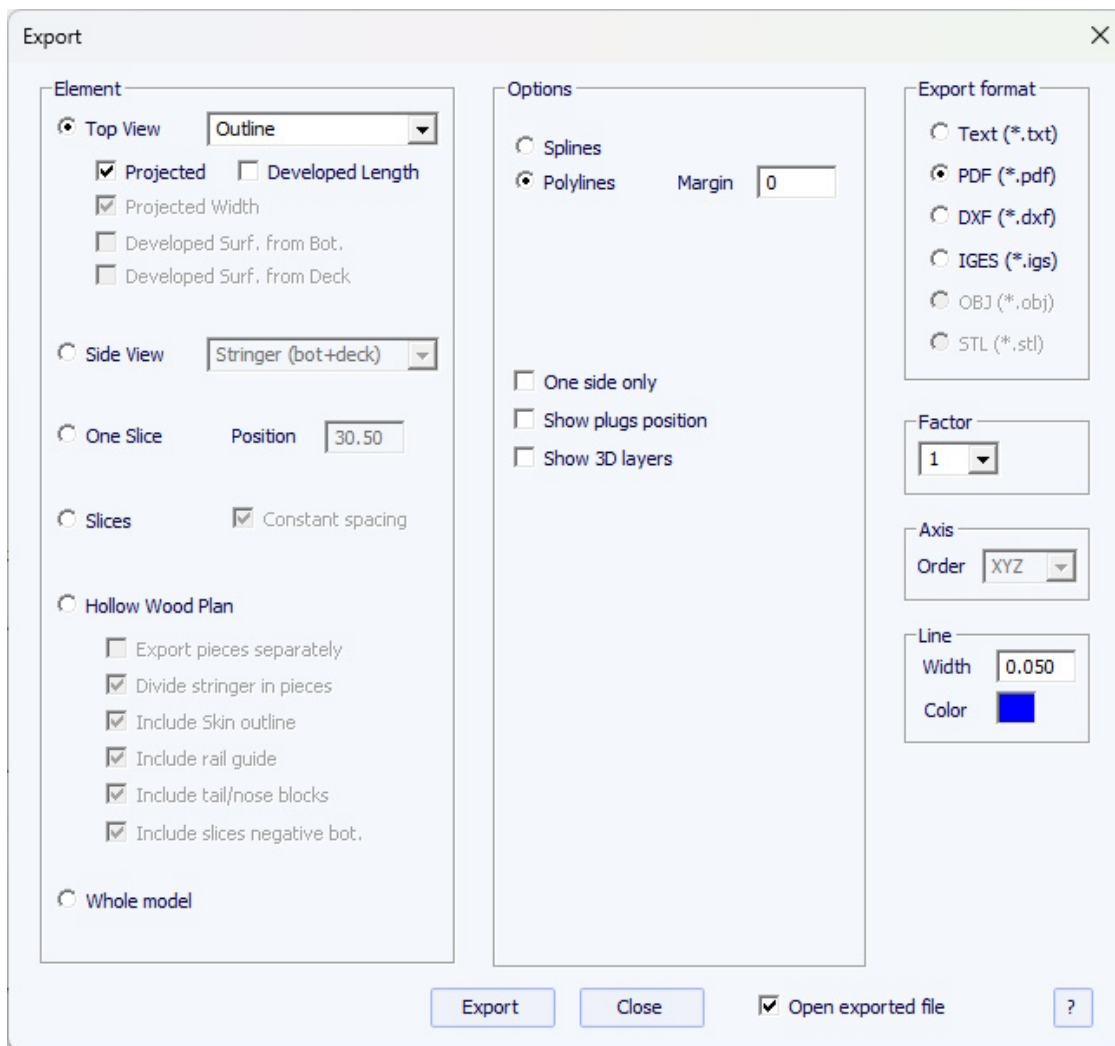 Export
Element
Top View Outline
Projected Developed Length
Projected Width
Developed Surf. from Bot.
Developed Surf. from Deck
Side View Stringer (bot+deck)
One Slice Position 30.50
Slices Constant spacing
Hollow Wood Plan
Export pieces separately
Divide stringer in pieces
Include Skin outline
Include rail guide
Include tail/nose blocks
Include slices negative bot.
Whole model
Options
Splines
Polylines Margin 0
One side only
Show plugs position
Show 3D layers
Export format
Text (*.txt)
PDF (*.pdf)
DXF (*.dxf)
IGES (*.igs)
OBJ (*.obj)
STL (*.stl)
Factor
1
Axis
Order XYZ
Line
Width 0.050
Color
Export Close Open exported file ?